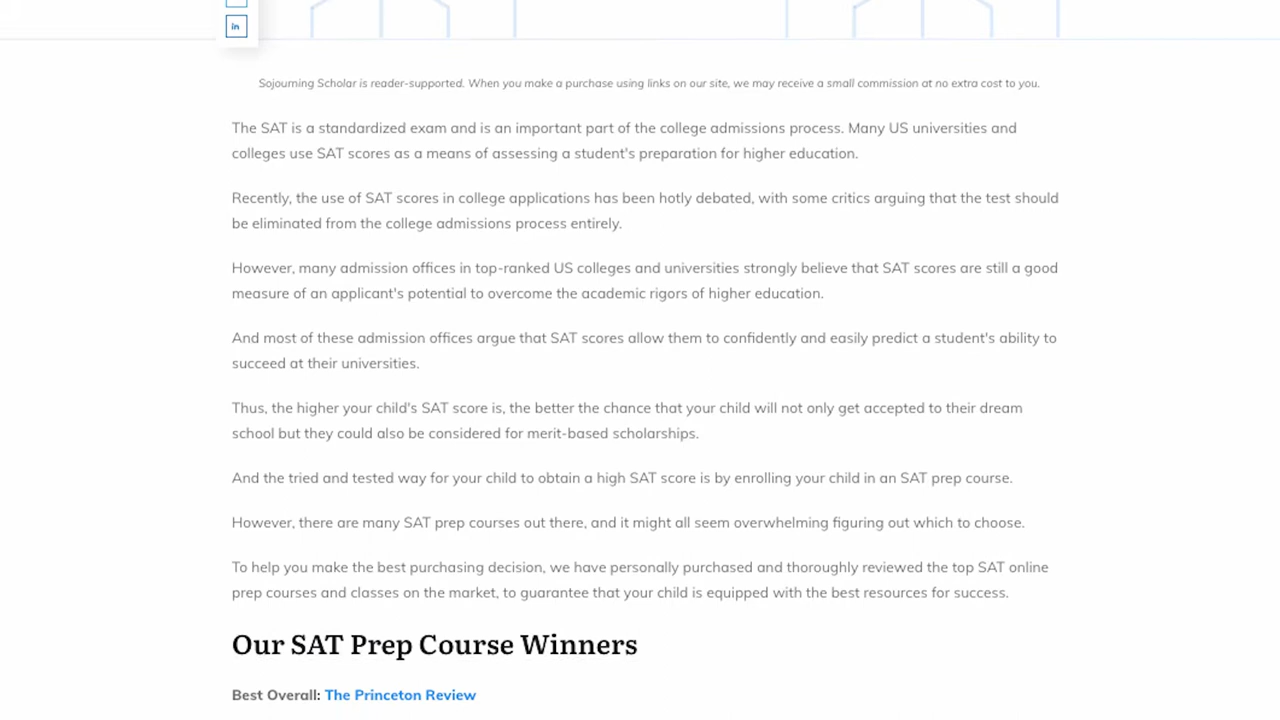 in
Sojourning Scholar is reader-supported. When you make a purchase using links on our site, we may receive a small commission at no extra cost to you.
The SAT is a standardized exam and is an important part of the college admissions process. Many US universities and
colleges use SAT scores as a means of assessing a student's preparation for higher education.
Recently, the use of SAT scores in college applications has been hotly debated, with some critics arguing that the test should
be eliminated from the college admissions process entirely.
However, many admission offices in top-ranked US colleges and universities strongly believe that SAT scores are still a good
measure of an applicant's potential to overcome the academic rigors of higher education.
And most of these admission offices argue that SAT scores allow them to confidently and easily predict a student's ability to
succeed at their universities.
Thus, the higher your child's SAT score is, the better the chance that your child will not only get accepted to their dream
school but they could also be considered for merit-based scholarships.
And the tried and tested way for your child to obtain a high SAT score is by enrolling your child in an SAT prep course.
However, there are many SAT prep courses out there, and it might all seem overwhelming figuring out which to choose.
To help you make the best purchasing decision, we have personally purchased and thoroughly reviewed the top SAT online
prep courses and classes on the market, to guarantee that your child is equipped with the best resources for success.
Our SAT Prep Course Winners
Best Overall: The Princeton Review